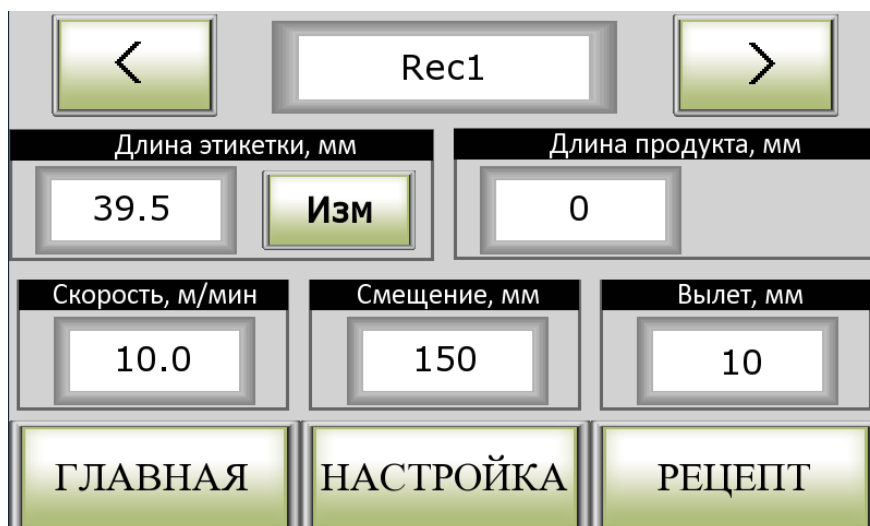 <
Rec1
>
Длина этикетки, мм
Длина продукта, мм
39.5
Изм
0
Скорость, м/мин
Смещение, мм
Вылет, мм
10.0
150
10
ГЛАВНАЯ
НАСТРОЙКА
РЕЦЕПТ